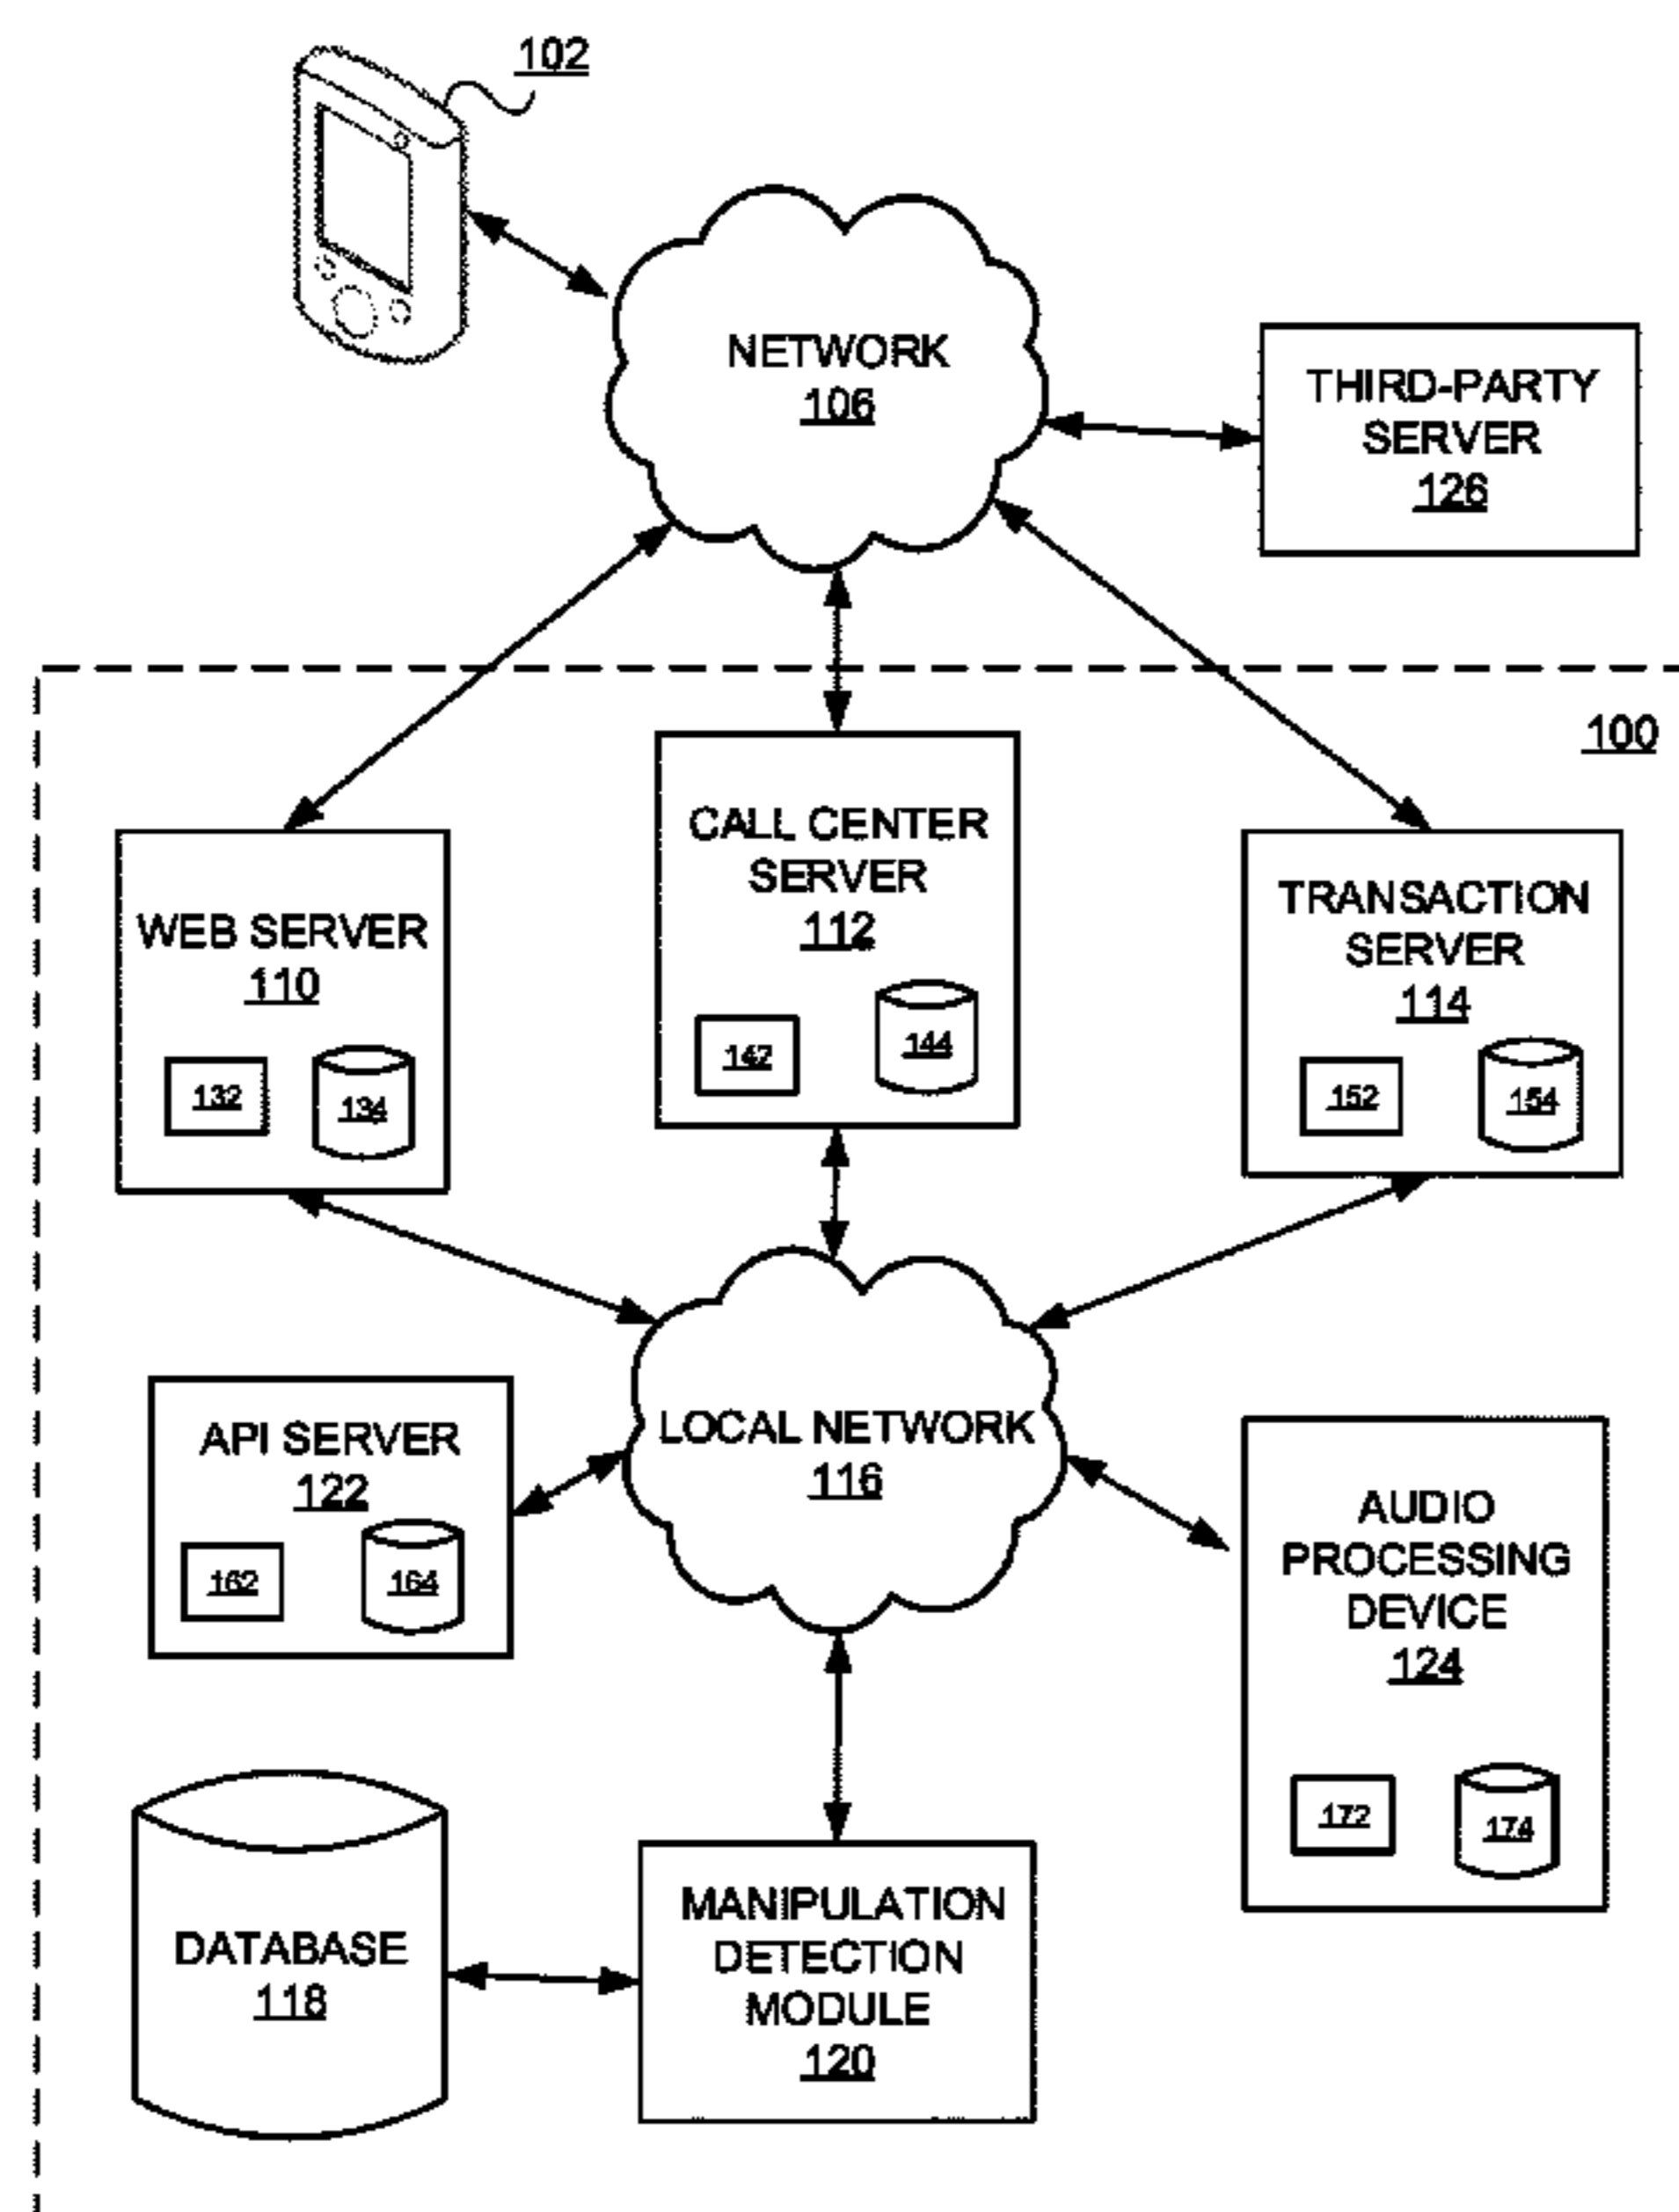 102
NETWORK
106
THIRD-PARTY
SERVER
126
100
WEB SERVER
110
132
134
CALL CENTER
SERVER
112
142
144
TRANSACTION
SERVER
114
152
154
API SERVER
122
162
164
LOCAL NETWORK
116
AUDIO
PROCESSING
DEVICE
124
172
174
DATABASE
118
MANIPULATION
DETECTION
MODULE
120